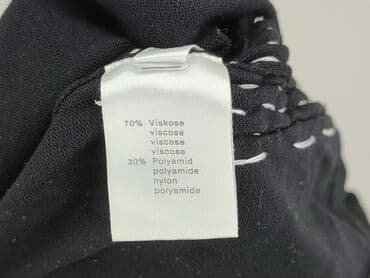 70% Viskose
viscose
viscose
viscose
30% Polyamid
polyamide
nylon
polyamide